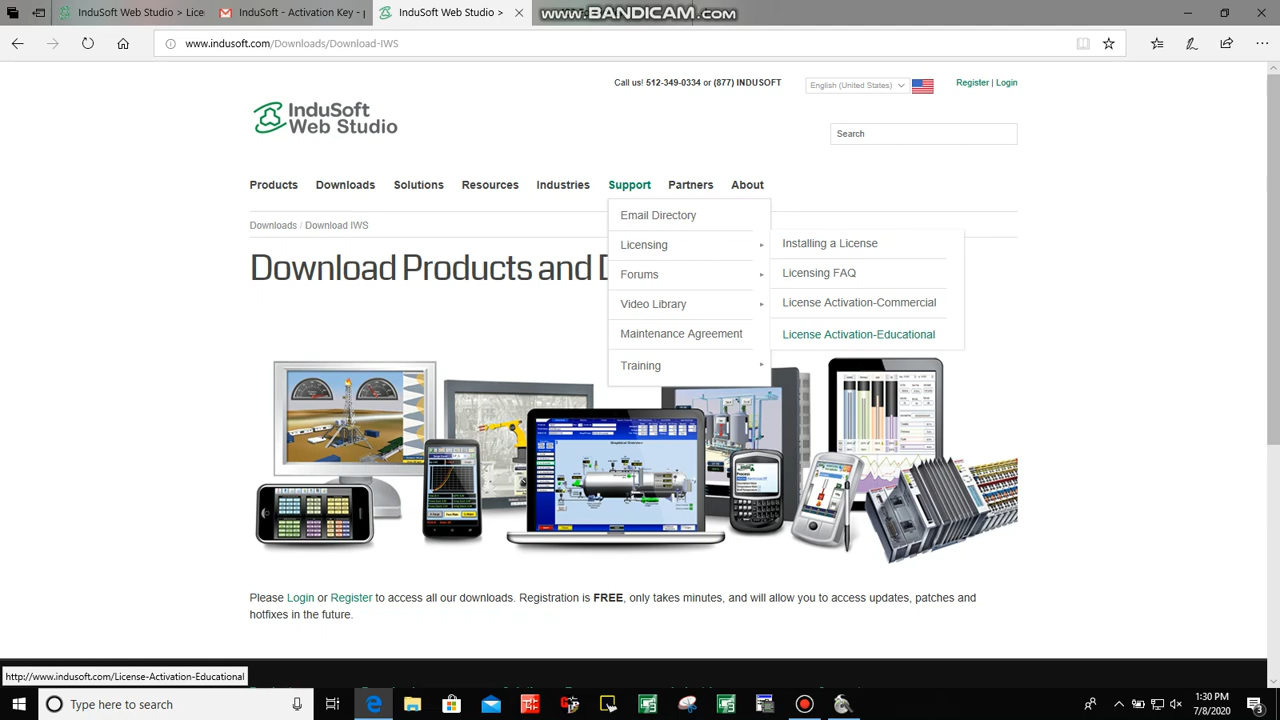 InduSoft Web Studio > Lice
InduSoft - Activation Key -
InduSoft Web Studio >
www.BANDICAM.com
www.indusoft.com/Downloads/Download-IWS
Call us! 512-349-0334 or (877) INDUSOFT
English (United States)
Register | Login
InduSoft
Web Studio
Search
Products Downloads Solutions Resources Industries Support Partners About
Downloads / Download IWS
Download Products and D
Email Directory
Licensing
Forums
Video Library
Maintenance Agreement
Training
Installing a License
Licensing FAQ
License Activation-Commercial
License Activation-Educational
Please Login or Register to access all our downloads. Registration is FREE, only takes minutes, and will allow you to access updates, patches and
hotfixes in the future.
http://www.indusoft.com/License-Activation-Educational
Type here to search
1:30 PM
7/8/2020